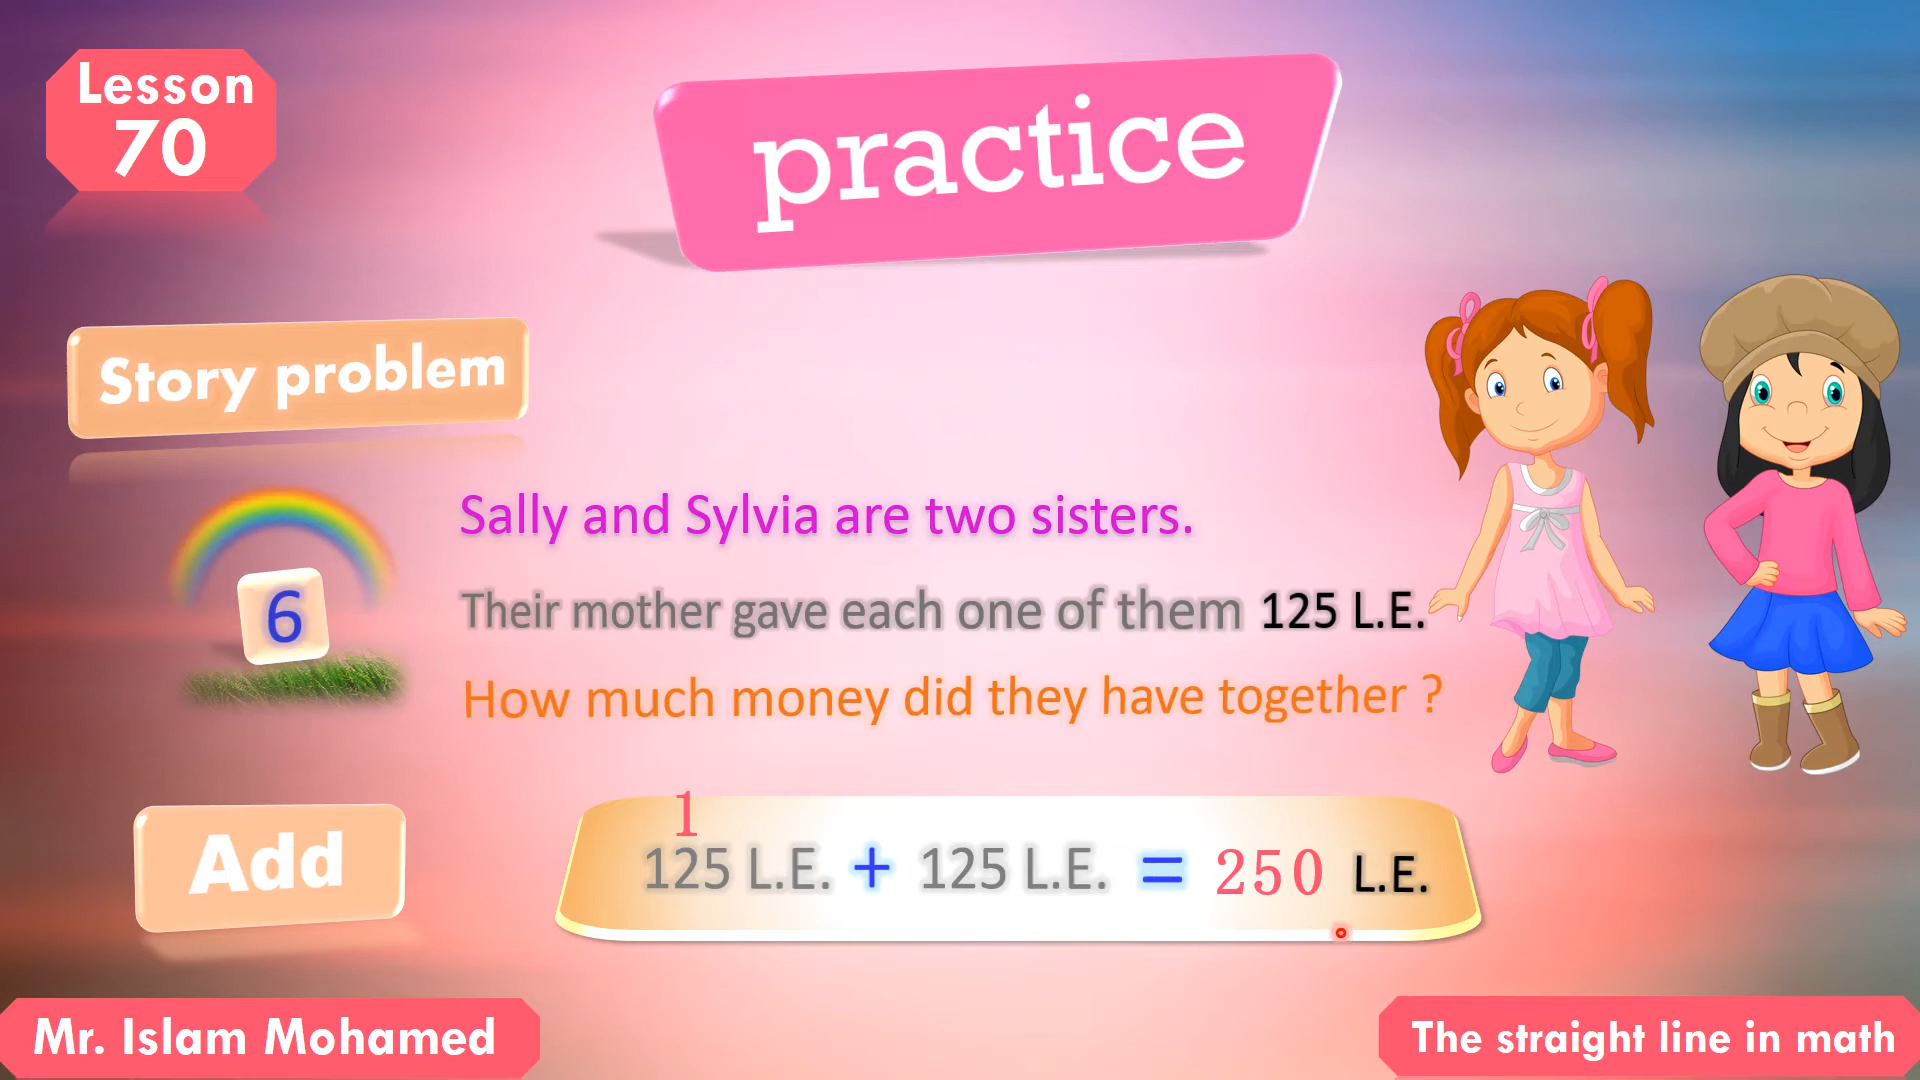 Lesson
70
practice
Story problem
6
Sally and Sylvia are two sisters.
Their mother gave each one of them 125 L.E.
How much money did they have together ?
Add
1
125 L.E. + 125 L.E. = 250 L.E.
Mr. Islam Mohamed
The straight line in math